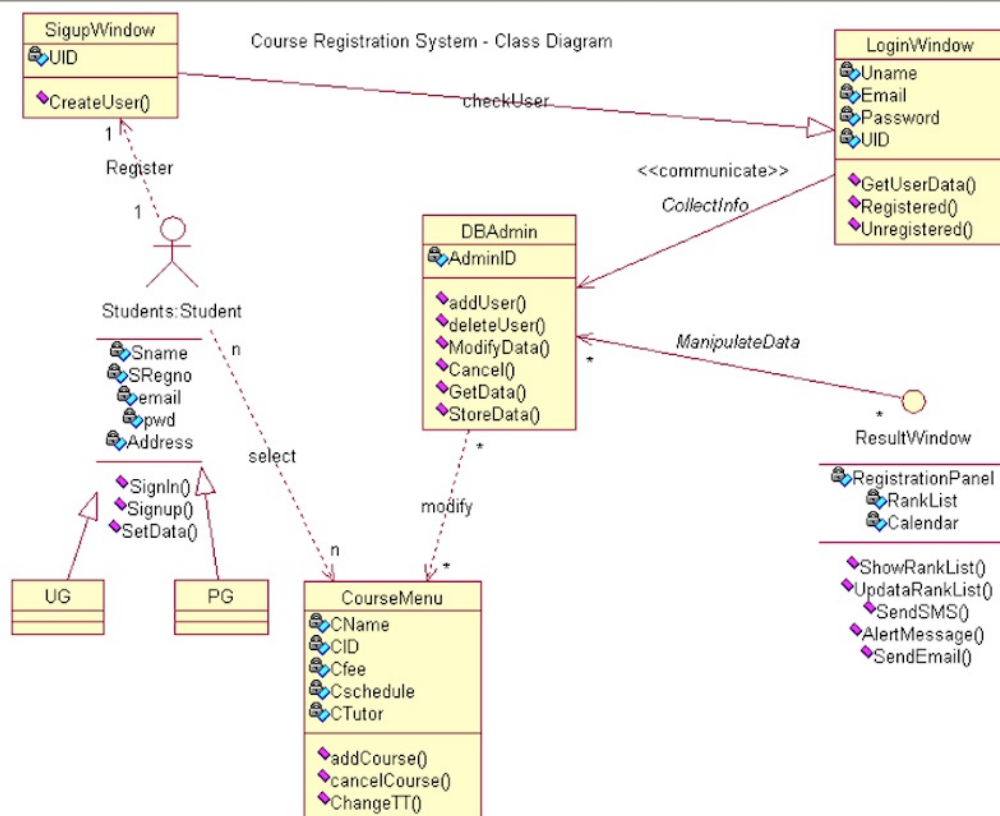 SigupWindow
UID
CreateUser()
Course Registration System - Class Diagram
LoginWindow
Uname
Email
Password
UID
GetUserData()
Registered()
Unregistered()
checkUser
1
Register
1
<<communicate>>
CollectInfo
Students:Student
Sname
SRegno
email
pwd
Address
SignIn()
Signup()
SetData()
DBAdmin
AdminID
addUser()
deleteUser()
ModifyData()
Cancel()
GetData()
StoreData()
ManipulateData
*
*
ResultWindow
RegistrationPanel
RankList
Calendar
ShowRankList()
UpdataRankList()
SendSMS()
AlertMessage()
SendEmail()
n
select
n
*
modify
*
UG
PG
CourseMenu
CName
CID
Cfee
Cschedule
CTutor
addCourse()
cancelCourse()
ChangeTT()